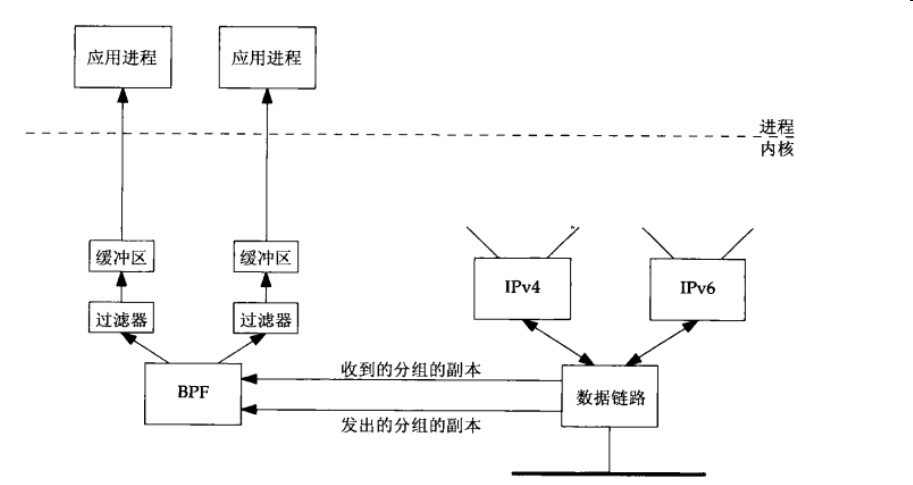 应用进程
应用进程
进程
内核
缓冲区
缓冲区
过滤器
过滤器
IPv4
IPv6
收到的分组的副本
BPF
数据链路
发出的分组的副本